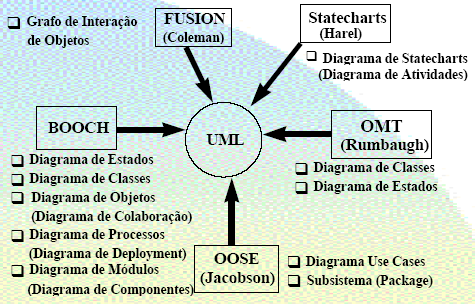 Grafo de Interação
de Objetos
FUSION
(Coleman)
Statecharts
(Harel)
Diagrama de Statecharts
(Diagrama de Atividades)
BOOCH
UML
OMT
(Rumbaugh)
Diagrama de Estados
Diagrama de Classes
Diagrama de Objetos
(Diagrama de Colaboração)
Diagrama de Processos
(Diagrama de Deployment)
Diagrama de Módulos
(Diagrama de Componentes)
Diagrama de Classes
Diagrama de Estados
OOSE
(Jacobson)
Diagrama Use Cases
Subsistema (Package)